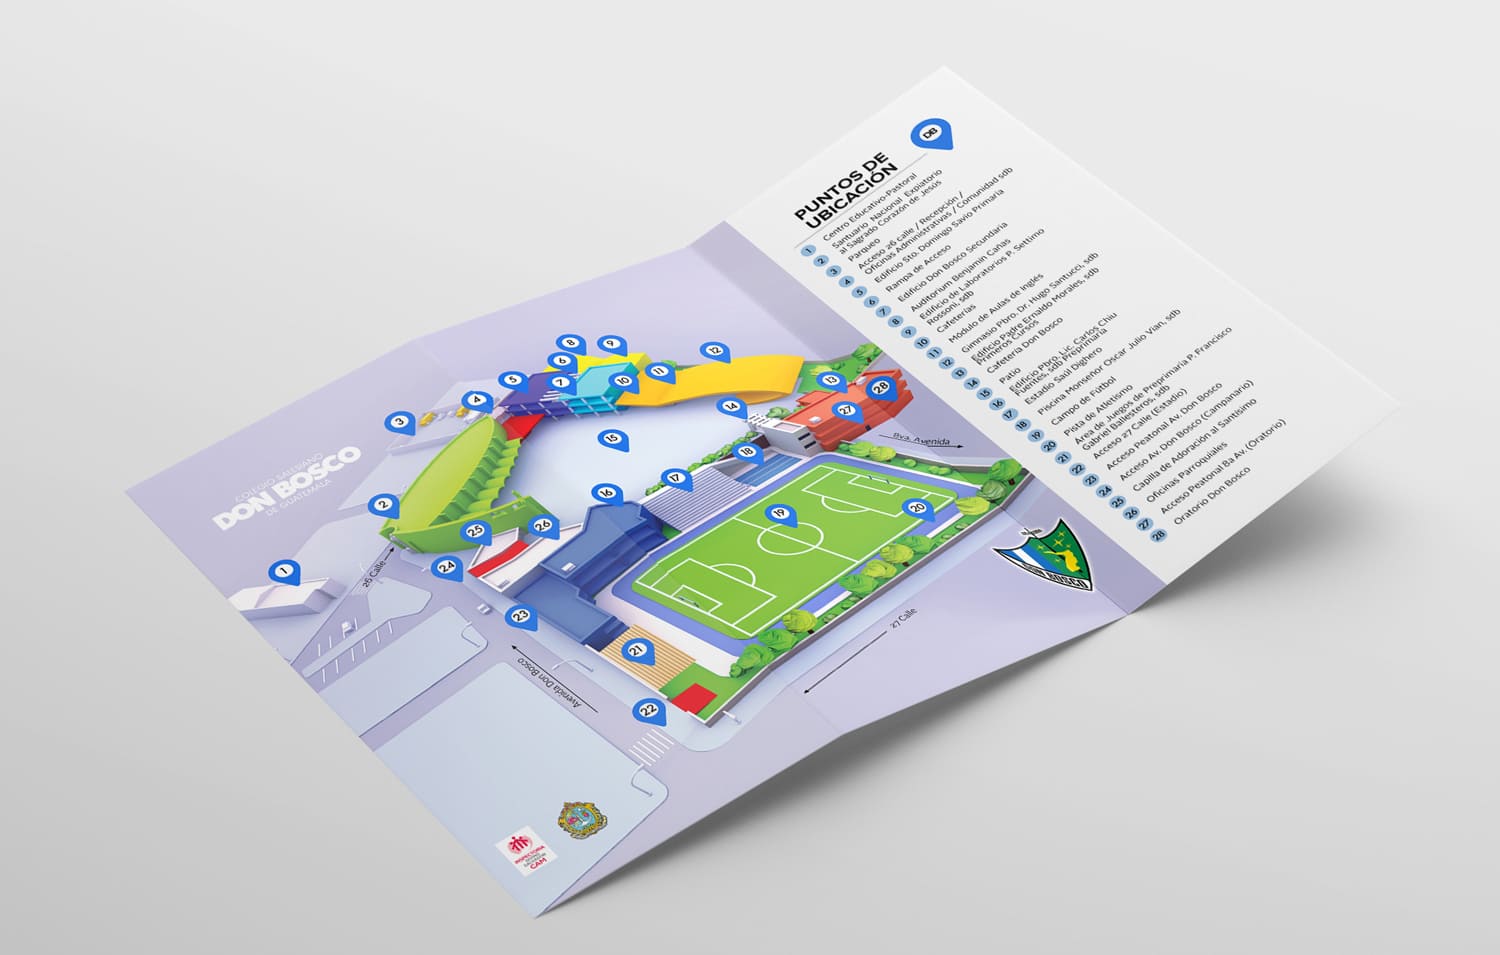 COLEGIO SALESIANO
DON BOSCO
DE GUATEMALA
DB
PUNTOS DE
UBICACIÓN
1
2
3
4
5
6
7
8
9
10
11
12
13
14
15
16
17
18
19
20
21
22
23
24
25
26
27
28
Centro Educativo-Pastoral
Santuario Nacional Expiatorio
al Sagrado Corazón de Jesús
Parqueo
Acceso 26 calle / Recepción /
Oficinas Administrativas / Comunidad sdb
Edificio Sto. Domingo Savio Primaria
Rampa de Acceso
Edificio Don Bosco Secundaria
Auditorium Benjamin Cañas
Edificio de Laboratorios P. Settimo
Rossoni, sdb
Cafeterías
Módulo de Aulas de Inglés
Gimnasio Pbro. Dr. Hugo Santucci, sdb
Edificio Padre Ernaldo Morales, sdb
Primeros Cursos
Cafetería Don Bosco
Patio
Edificio Pbro. Lic. Carlos Chiu
Fuentes, sdb Preprimaria
Estadio Saúl Dighero
Piscina Monseñor Oscar Julio Vian, sdb
Campo de Fútbol
Pista de Atletismo
Área de Juegos de Preprimaria P. Francisco
Gabriel Ballesteros, sdb
Acceso 27 Calle (Estadio)
Acceso Peatonal Av. Don Bosco
Acceso Av. Don Bosco (Campanario)
Capilla de Adoración al Santísimo
Oficinas Parroquiales
Acceso Peatonal 8a Av. (Oratorio)
Oratorio Don Bosco
8
9
12
6
5
7
10
11
13
28
4
14
27
3
15
8va. Avenida
18
17
2
16
19
20
25
26
24
1
26 Calle
23
21
22
27 Calle
Avenida Don Bosco
DON BOSCO
INSPECTORIA
CAM